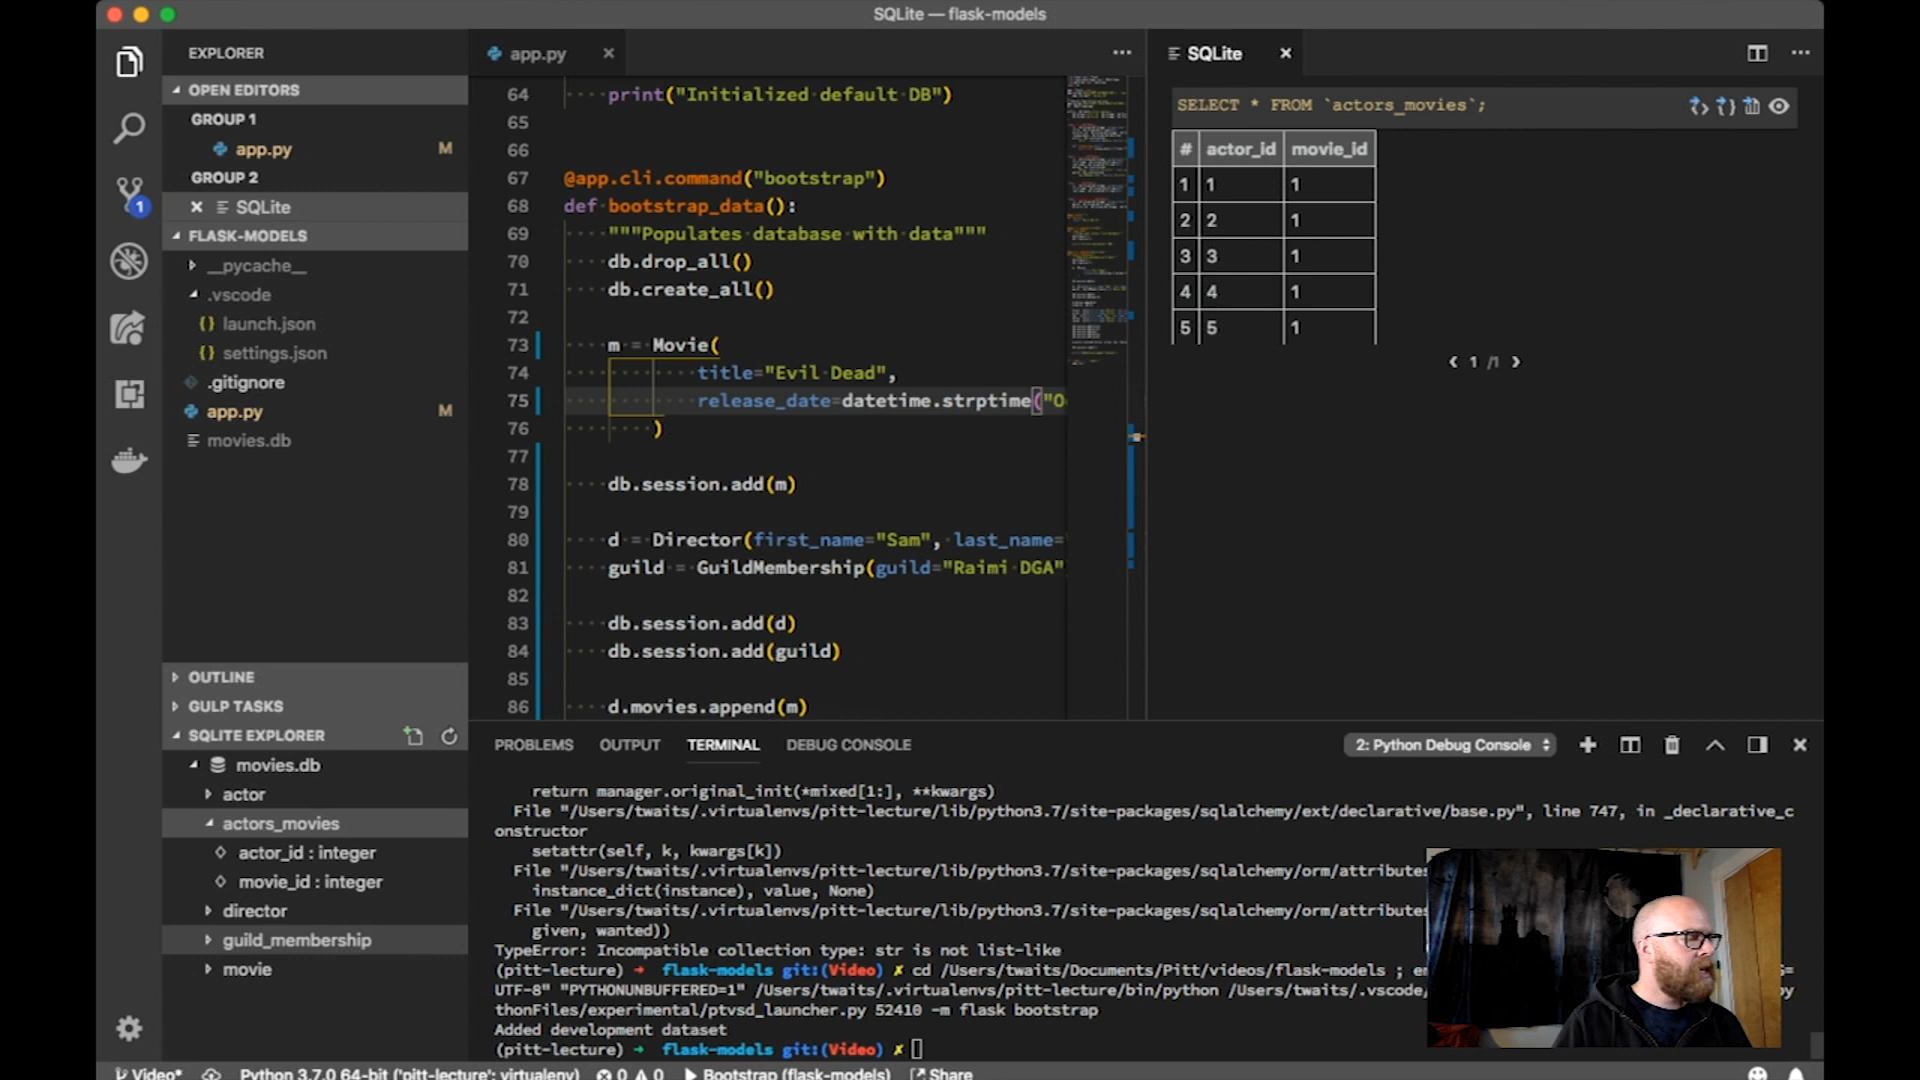 SQLite — flask-models
EXPLORER
OPEN EDITORS
GROUP 1
app.py M
GROUP 2
SQLite
FLASK-MODELS
__pycache__
.vscode
{} launch.json
{} settings.json
.gitignore
app.py M
movies.db
OUTLINE
GULP TASKS
SQLITE EXPLORER
movies.db
actor
actors_movies
actor_id : integer
movie_id : integer
director
guild_membership
movie
1
app.py
64 print("Initialized default DB")
65
66
67 @app.cli.command("bootstrap")
68 def bootstrap_data():
69 """Populates database with data"""
70 db.drop_all()
71 db.create_all()
72
73 m = Movie(
74 title="Evil Dead",
75 release_date=datetime.strptime("O
76 )
77
78 db.session.add(m)
79
80 d = Director(first_name="Sam", last_name=
81 guild = GuildMembership(guild="Raimi DGA"
82
83 db.session.add(d)
84 db.session.add(guild)
85
86 d.movies.append(m)
SQLite
SELECT * FROM `actors_movies`;
# actor_id movie_id
1 1 1
2 2 1
3 3 1
4 4 1
5 5 1
‹ 1 /1 ›
PROBLEMS OUTPUT TERMINAL DEBUG CONSOLE 2: Python Debug Console
return manager.original_init(*mixed[1:], **kwargs)
File "/Users/twaits/.virtualenvs/pitt-lecture/lib/python3.7/site-packages/sqlalchemy/ext/declarative/base.py", line 747, in _declarative_c
onstructor
setattr(self, k, kwargs[k])
File "/Users/twaits/.virtualenvs/pitt-lecture/lib/python3.7/site-packages/sqlalchemy/orm/attributes
instance_dict(instance), value, None)
File "/Users/twaits/.virtualenvs/pitt-lecture/lib/python3.7/site-packages/sqlalchemy/orm/attributes
given, wanted))
TypeError: Incompatible collection type: str is not list-like
(pitt-lecture) → flask-models git:(Video) ✗ cd /Users/twaits/Documents/Pitt/videos/flask-models ; en S=
UTF-8" "PYTHONUNBUFFERED=1" /Users/twaits/.virtualenvs/pitt-lecture/bin/python /Users/twaits/.vscode/ py
thonFiles/experimental/ptvsd_launcher.py 52410 -m flask bootstrap
Added development dataset
(pitt-lecture) → flask-models git:(Video) ✗
Video* Python 3.7.0 64-bit ('pitt-lecture': virtualenv) 0 0 Bootstrap (flask-models) Share